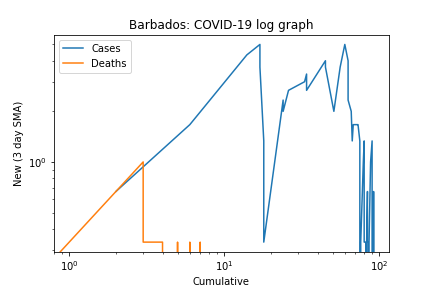 Barbados: COVID-19 log graph
Cases
Deaths
New (3 day SMA)
10⁰
10⁰
10¹
10²
Cumulative